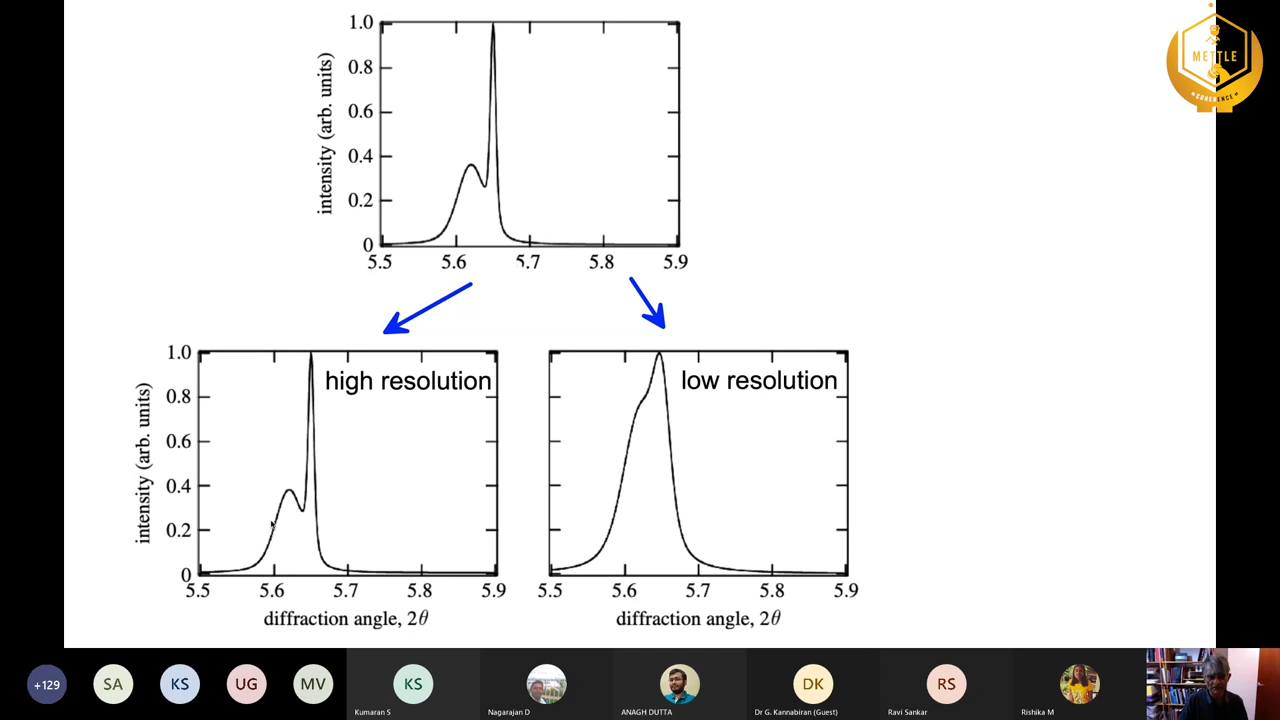 METTLE
COHERENCE
intensity (arb. units)
1.0
0.8
0.6
0.4
0.2
0
5.5 5.6 5.7 5.8 5.9
high resolution
intensity (arb. units)
1.0
0.8
0.6
0.4
0.2
0
5.5 5.6 5.7 5.8 5.9
diffraction angle, 2θ
low resolution
5.5 5.6 5.7 5.8 5.9
diffraction angle, 2θ
+129 SA KS UG MV KS DK RS
Kumaran S Nagarajan D ANAGH DUTTA Dr G. Kannabiran (Guest) Ravi Sankar Rishika M